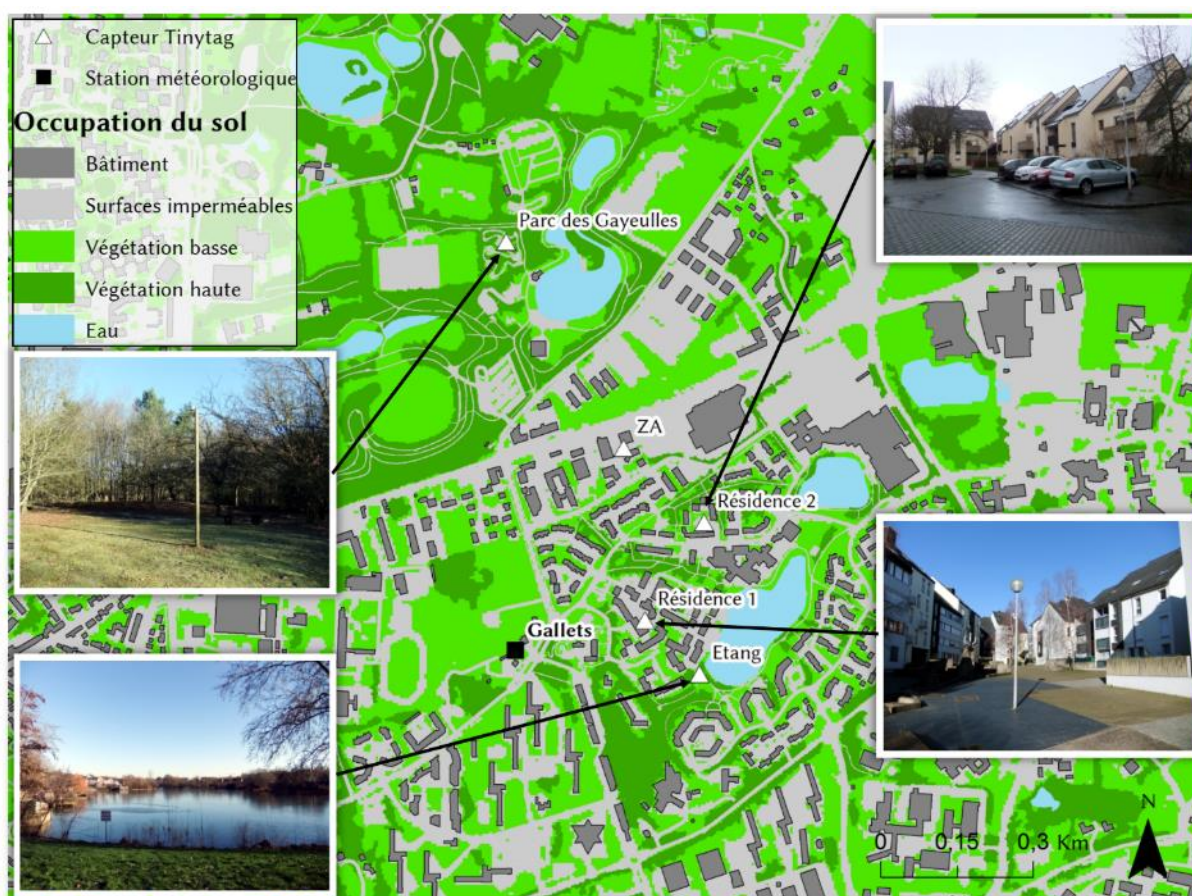 Capteur Tinytag
Station météorologique
Occupation du sol
Bâtiment
Surfaces imperméables
Végétation basse
Végétation haute
Eau
Parc des Gayeulles
ZA
Résidence 2
Résidence 1
Gallets
Etang
N
0 0,15 0,3 Km